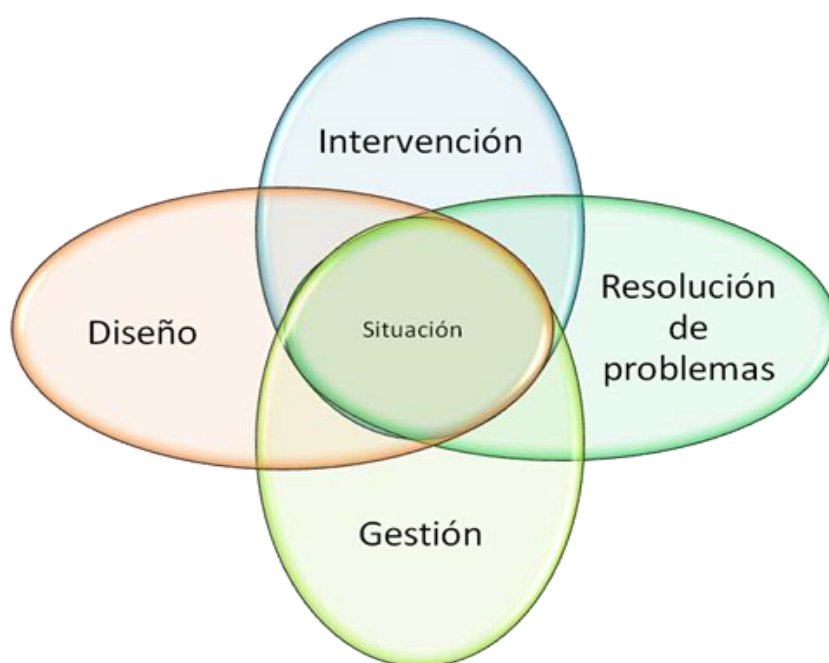 Intervención
Diseño
Situación
Resolución
de
problemas
Gestión